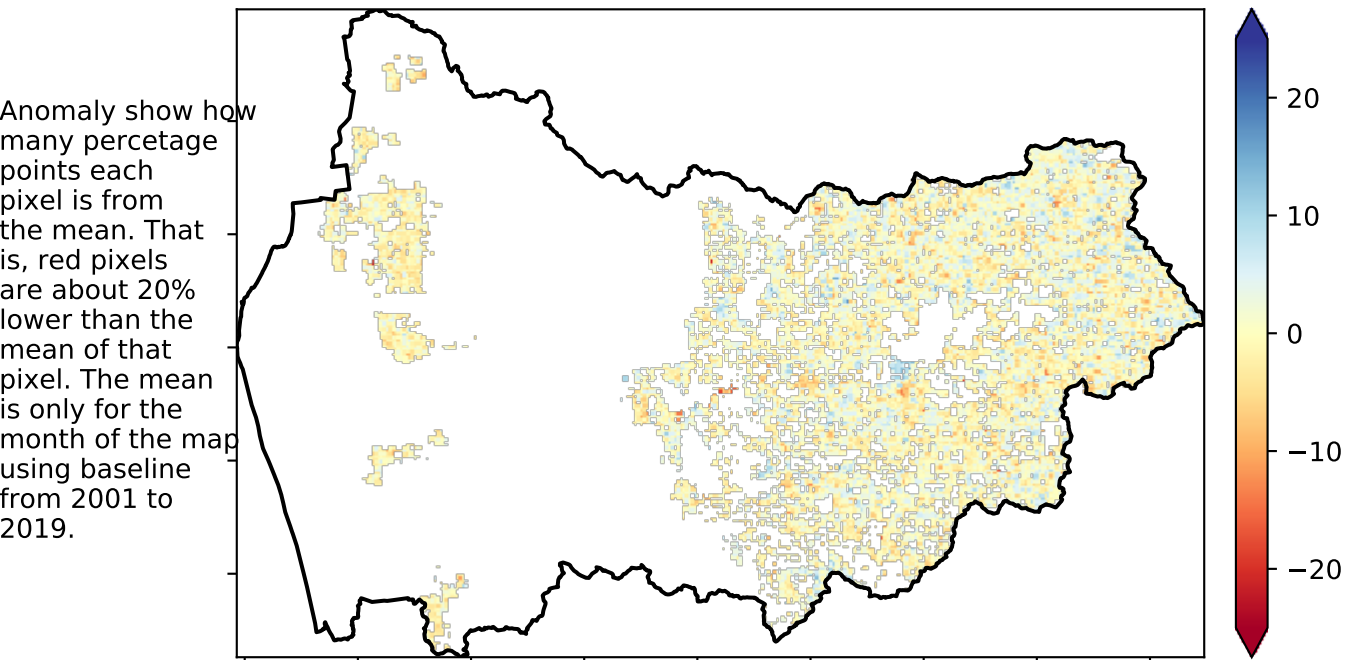 Anomaly show how
many percetage
points each
pixel is from
the mean. That
is, red pixels
are about 20%
lower than the
mean of that
pixel. The mean
is only for the
month of the map
using baseline
from 2001 to
2019.
20
10
0
−10
−20